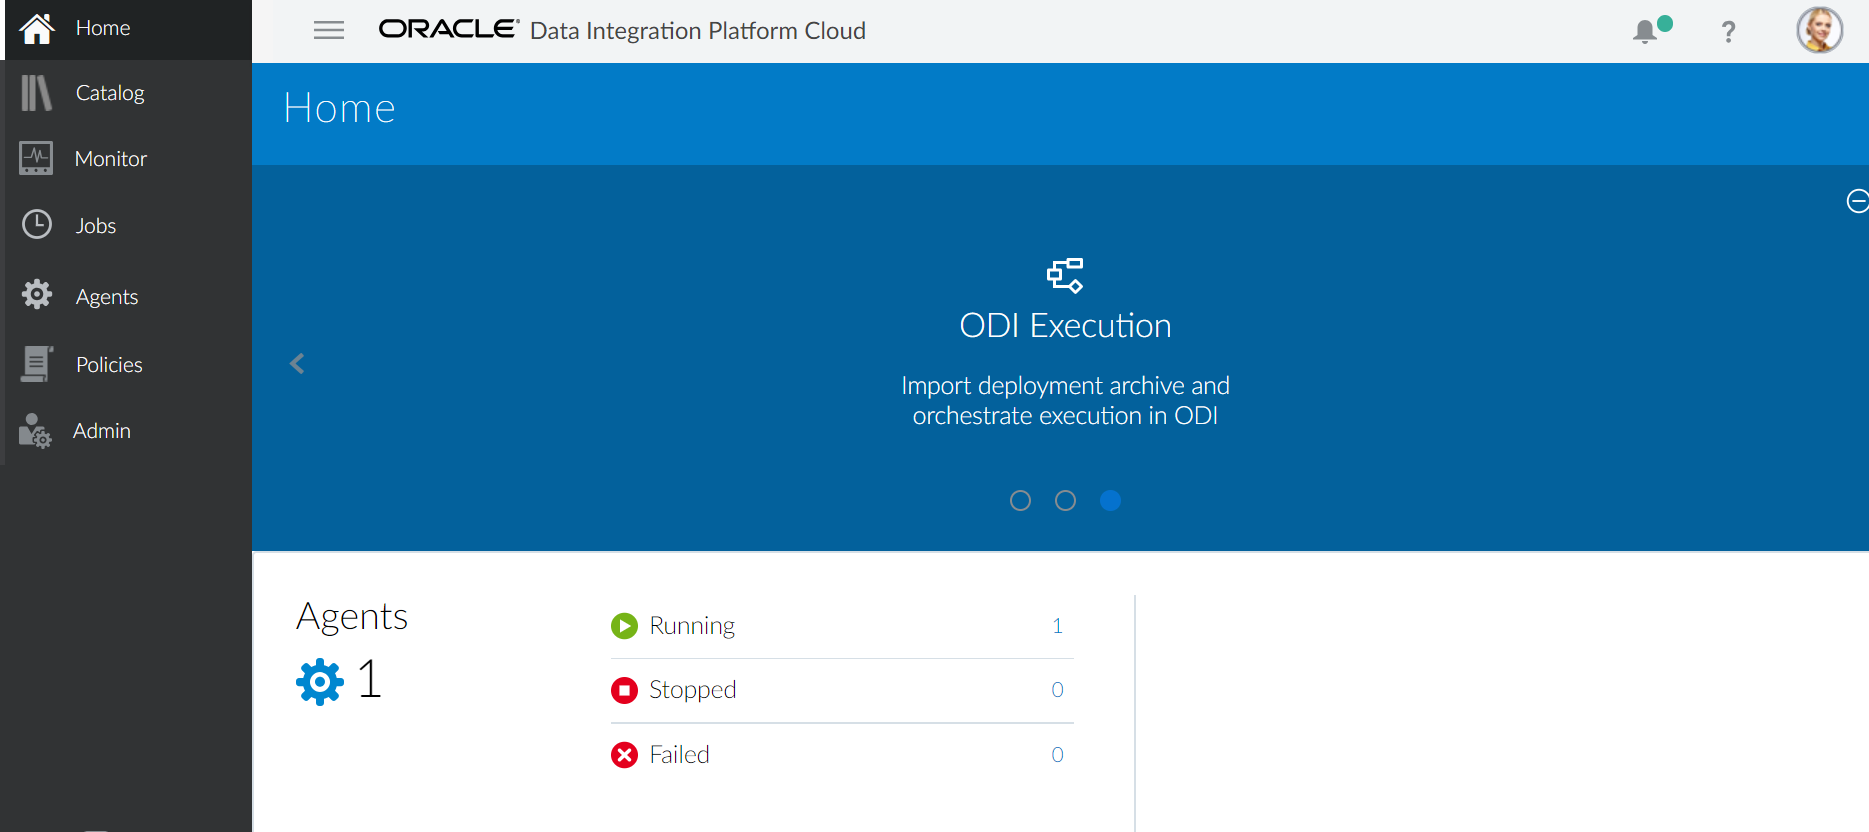 Home
Catalog
Monitor
Jobs
Agents
Policies
Admin
ORACLE® Data Integration Platform Cloud
?
Home
ODI Execution
Import deployment archive and
orchestrate execution in ODI
Agents
1
Running 1
Stopped 0
Failed 0